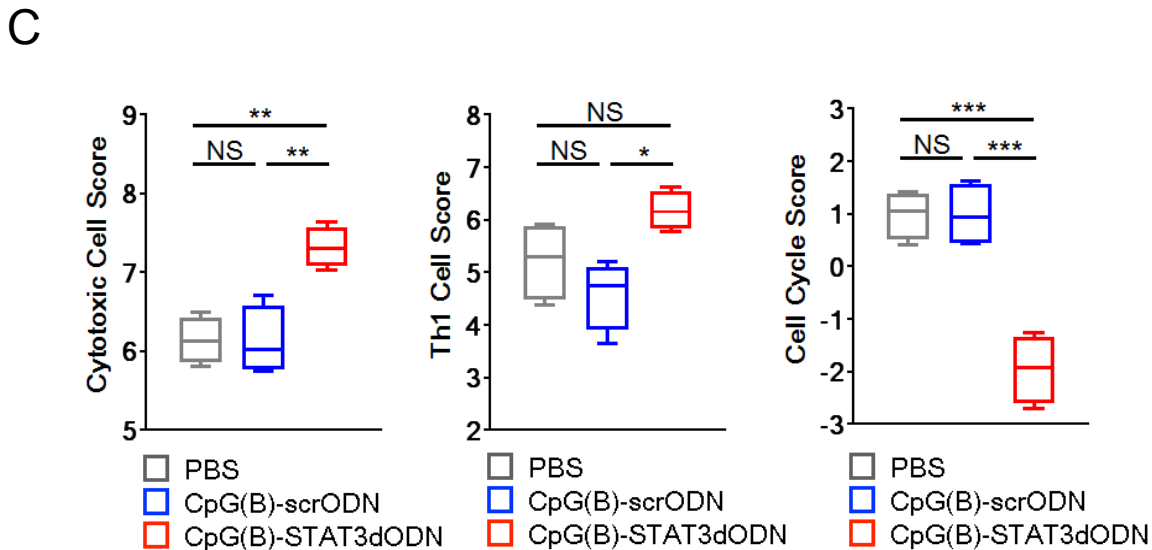 C
Cytotoxic Cell Score
9
8
7
6
5
**
NS
**
PBS
CpG(B)-scrODN
CpG(B)-STAT3dODN
Th1 Cell Score
8
7
6
5
4
3
2
NS
NS
*
PBS
CpG(B)-scrODN
CpG(B)-STAT3dODN
Cell Cycle Score
3
2
1
0
-1
-2
-3
***
NS
***
PBS
CpG(B)-scrODN
CpG(B)-STAT3dODN